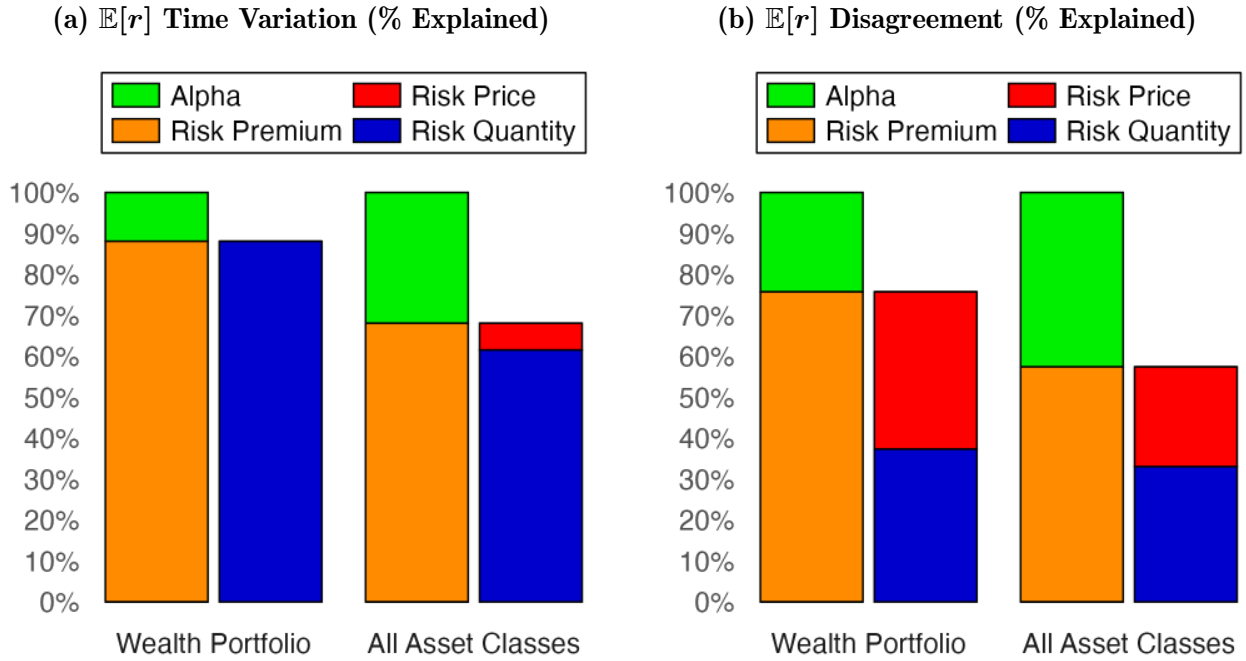 (a) 𝔼[r] Time Variation (% Explained)
Alpha Risk Price
Risk Premium Risk Quantity
100%
90%
80%
70%
60%
50%
40%
30%
20%
10%
0%
Wealth Portfolio All Asset Classes
(b) 𝔼[r] Disagreement (% Explained)
Alpha Risk Price
Risk Premium Risk Quantity
100%
90%
80%
70%
60%
50%
40%
30%
20%
10%
0%
Wealth Portfolio All Asset Classes